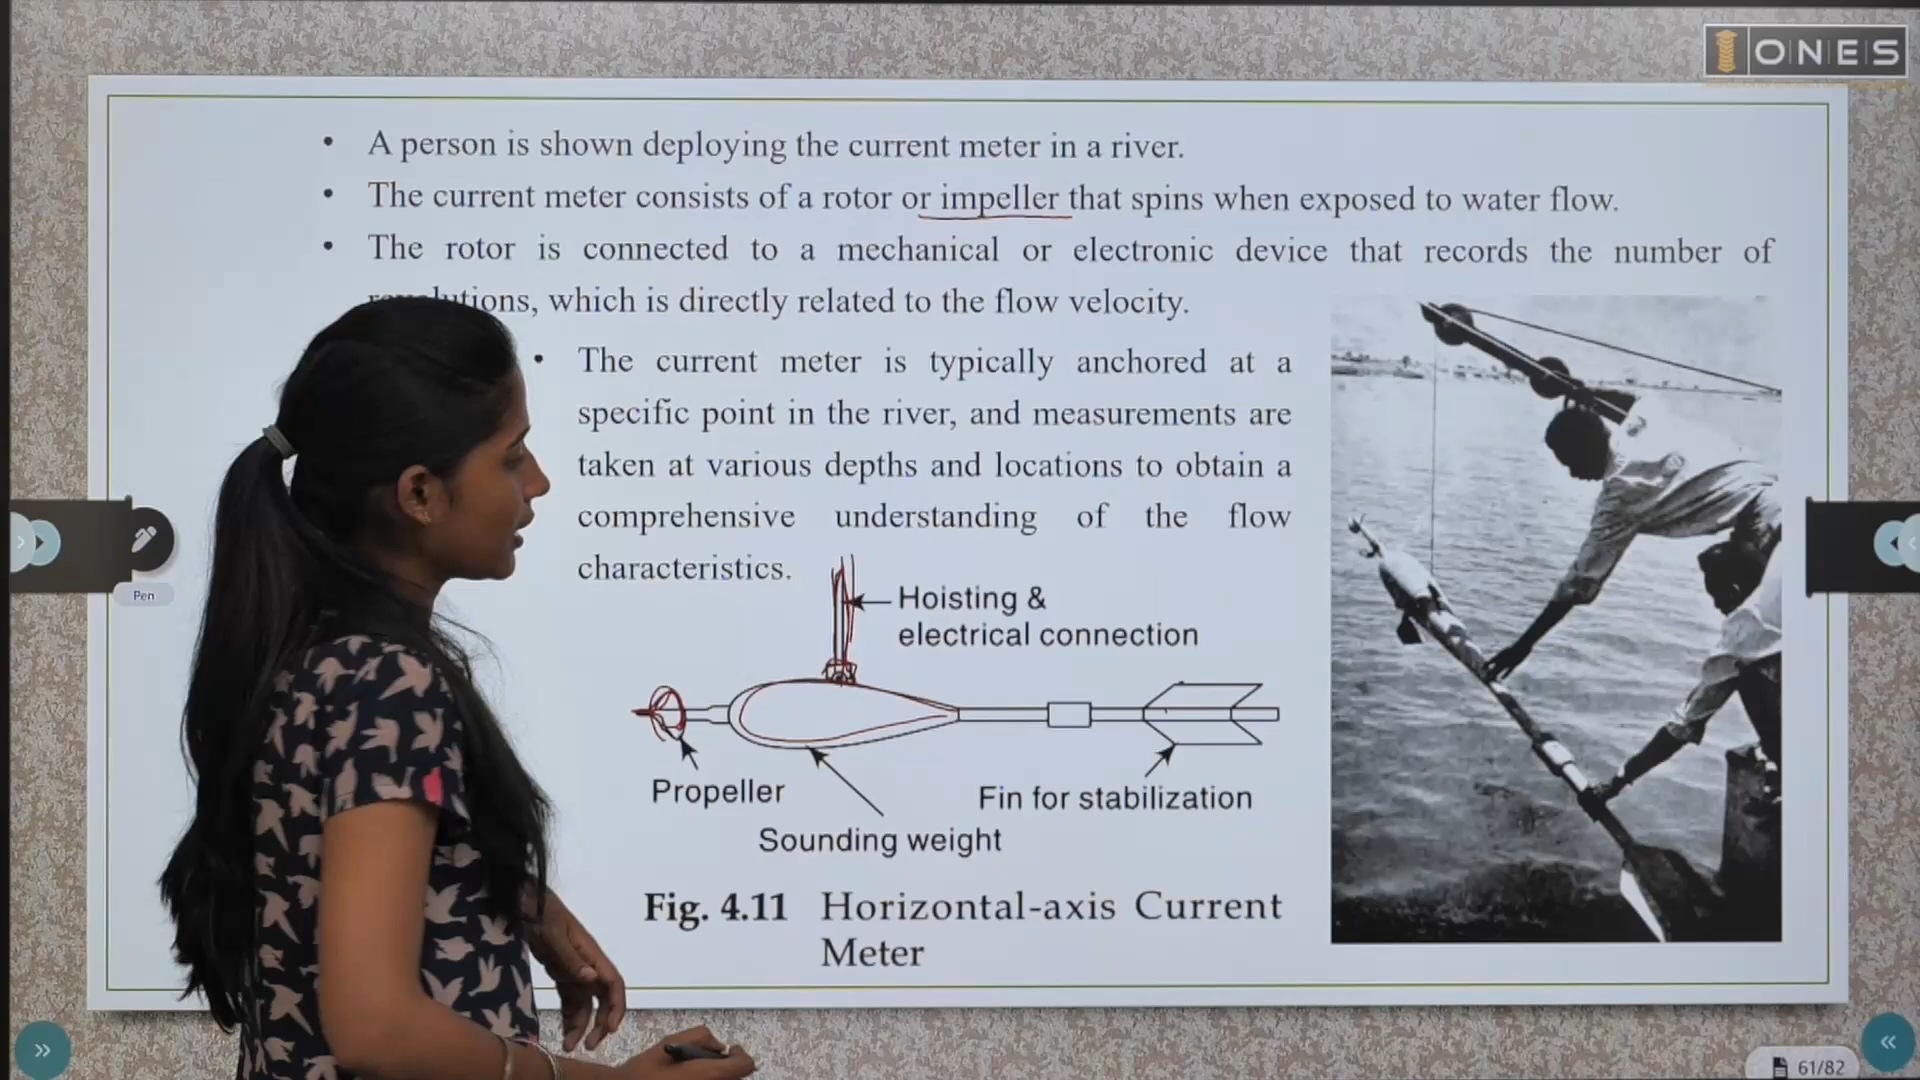 ONES
• A person is shown deploying the current meter in a river.
• The current meter consists of a rotor or impeller that spins when exposed to water flow.
• The rotor is connected to a mechanical or electronic device that records the number of
which is directly related to the flow velocity.
• The current meter is typically anchored at a
specific point in the river, and measurements are
taken at various depths and locations to obtain a
comprehensive understanding of the flow
characteristics.
Hoisting &
electrical connection
Propeller
Fin for stabilization
Sounding weight
Fig. 4.11 Horizontal-axis Current
Meter
Pen
61/82